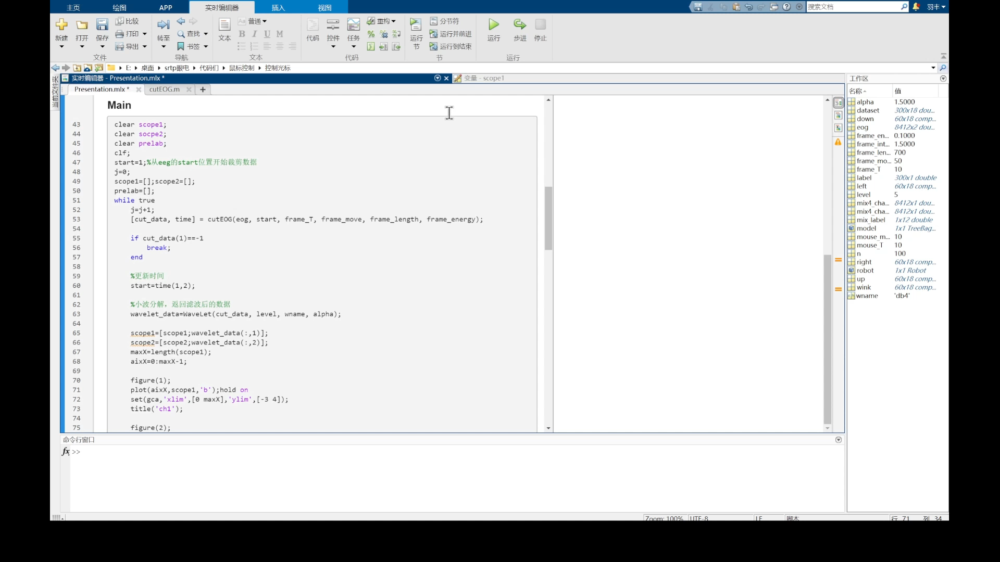 主页 绘图 APP 实时编辑器 插入 视图 搜索文档 羽丰
新建 打开 保存 比较 打印 导出 转至 查找 书签 文本 普通 B I U M 代码 控件 任务 重构 运行节 分节符 运行并前进 运行到结束 运行 步进 停止
文件 导航 文本 代码 节 运行
E: 桌面 srtp眼电 代码们 鼠标控制 控制光标
实时编辑器 - Presentation.mlx * 变量 - scope1 工作区
Presentation.mlx * cutEOG.m +
Main
43 clear scope1;
44 clear socpe2;
45 clear prelab;
46 clf;
47 start=1;%从eeg的start位置开始裁剪数据
48 j=0;
49 scope1=[];scope2=[];
50 prelab=[];
51 while true
52 j=j+1;
53 [cut_data, time] = cutEOG(eog, start, frame_T, frame_move, frame_length, frame_energy);
54
55 if cut_data(1)==-1
56 break;
57 end
58
59 %更新时间
60 start=time(1,2);
61
62 %小波分解，返回滤波后的数据
63 wavelet_data=WaveLet(cut_data, level, wname, alpha);
64
65 scope1=[scope1;wavelet_data(:,1)];
66 scope2=[scope2;wavelet_data(:,2)];
67 maxX=length(scope1);
68 aixX=0:maxX-1;
69
70 figure(1);
71 plot(aixX,scope1,'b');hold on
72 set(gca,'xlim',[0 maxX],'ylim',[-3 4]);
73 title('ch1');
74
75 figure(2);
名称 值
alpha 1.5000
dataset 300x18 dou...
down 60x18 comp...
eog 8412x2 dou...
frame_en... 0.1000
frame_int... 1.5000
frame_len... 700
frame_mo... 50
frame_T 10
label 300x1 double
left 60x18 comp...
level 5
mix4_cha... 8412x1 dou...
mix4_cha... 8412x1 dou...
mix_label 1x12 double
model 1x1 TreeBag...
mouse_m... 10
mouse_T 10
n 100
right 60x18 comp...
robot 1x1 Robot
up 60x18 comp...
wink 60x18 comp...
wname 'db4'
命令行窗口
fx >>
Zoom: 100% UTF-8 LF 脚本 行 71 列 34